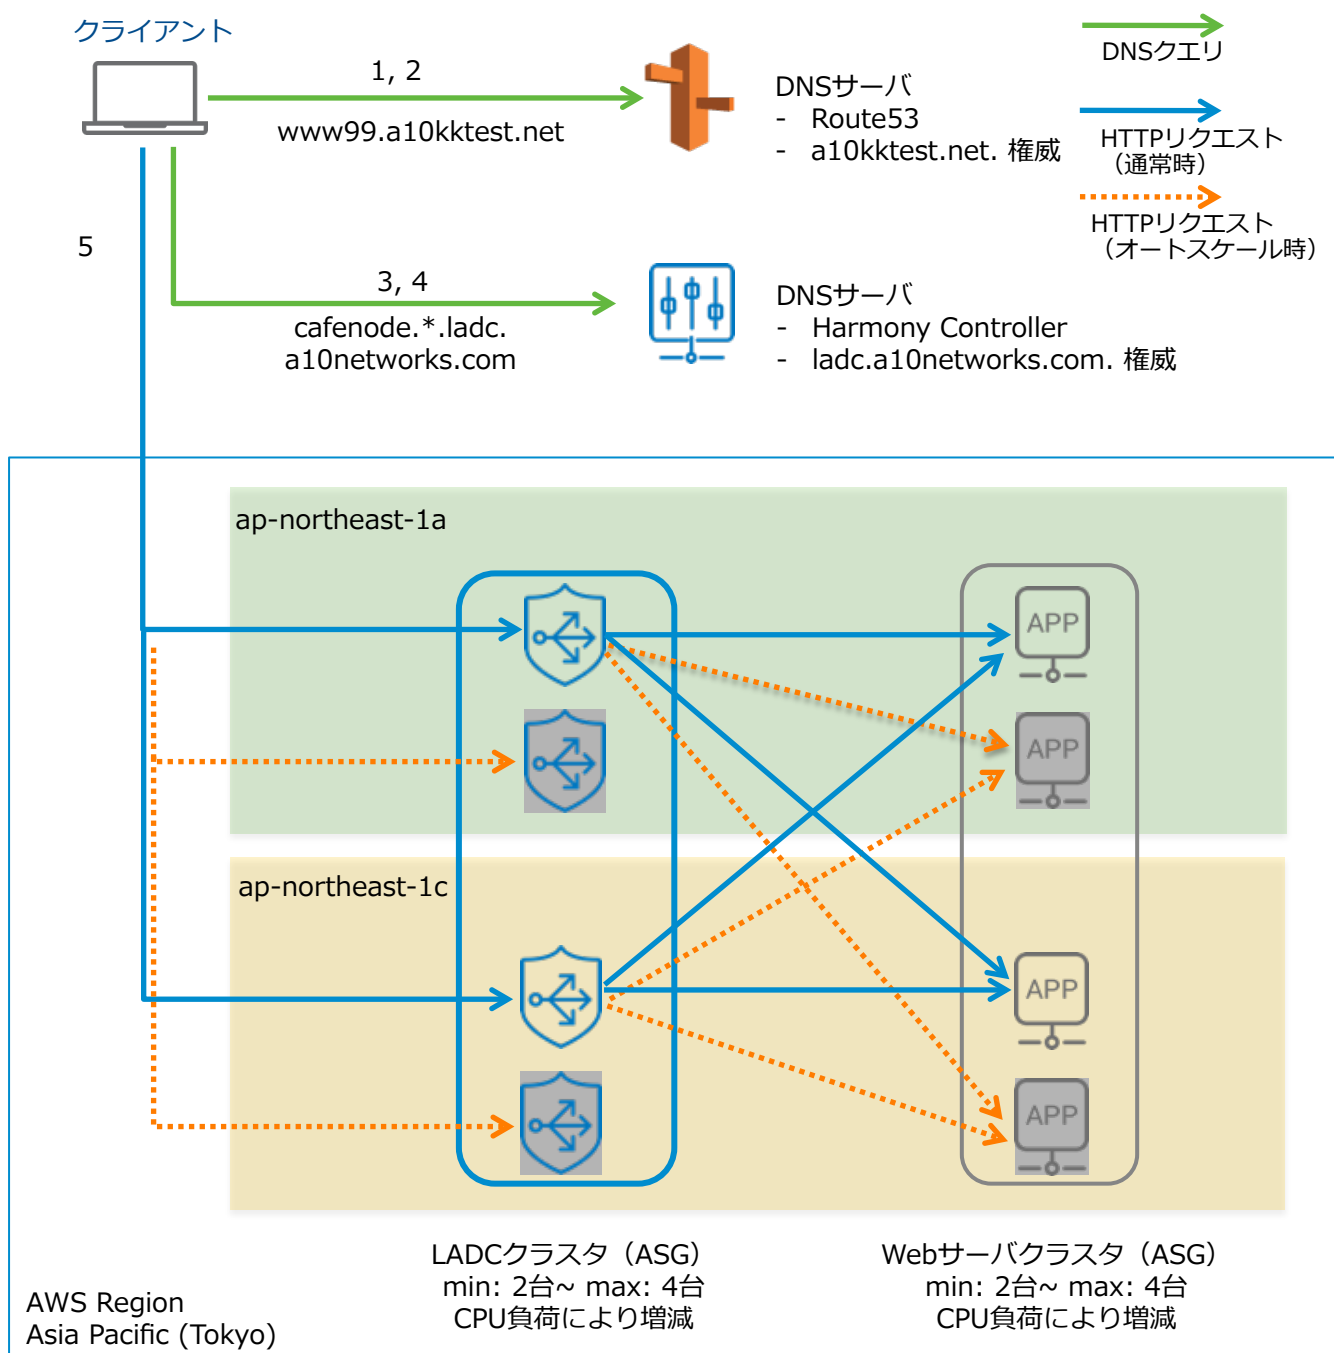 クライアント
1, 2
www99.a10kktest.net
DNSサーバ
- Route53
- a10kktest.net. 権威
DNSクエリ
HTTPリクエスト
（通常時）
HTTPリクエスト
（オートスケール時）
5
3, 4
cafenode.*.ladc.
a10networks.com
DNSサーバ
- Harmony Controller
- ladc.a10networks.com. 権威
ap-northeast-1a
APP
APP
ap-northeast-1c
APP
APP
LADCクラスタ（ASG）
min: 2台~ max: 4台
CPU負荷により増減
Webサーバクラスタ（ASG）
min: 2台~ max: 4台
CPU負荷により増減
AWS Region
Asia Pacific (Tokyo)